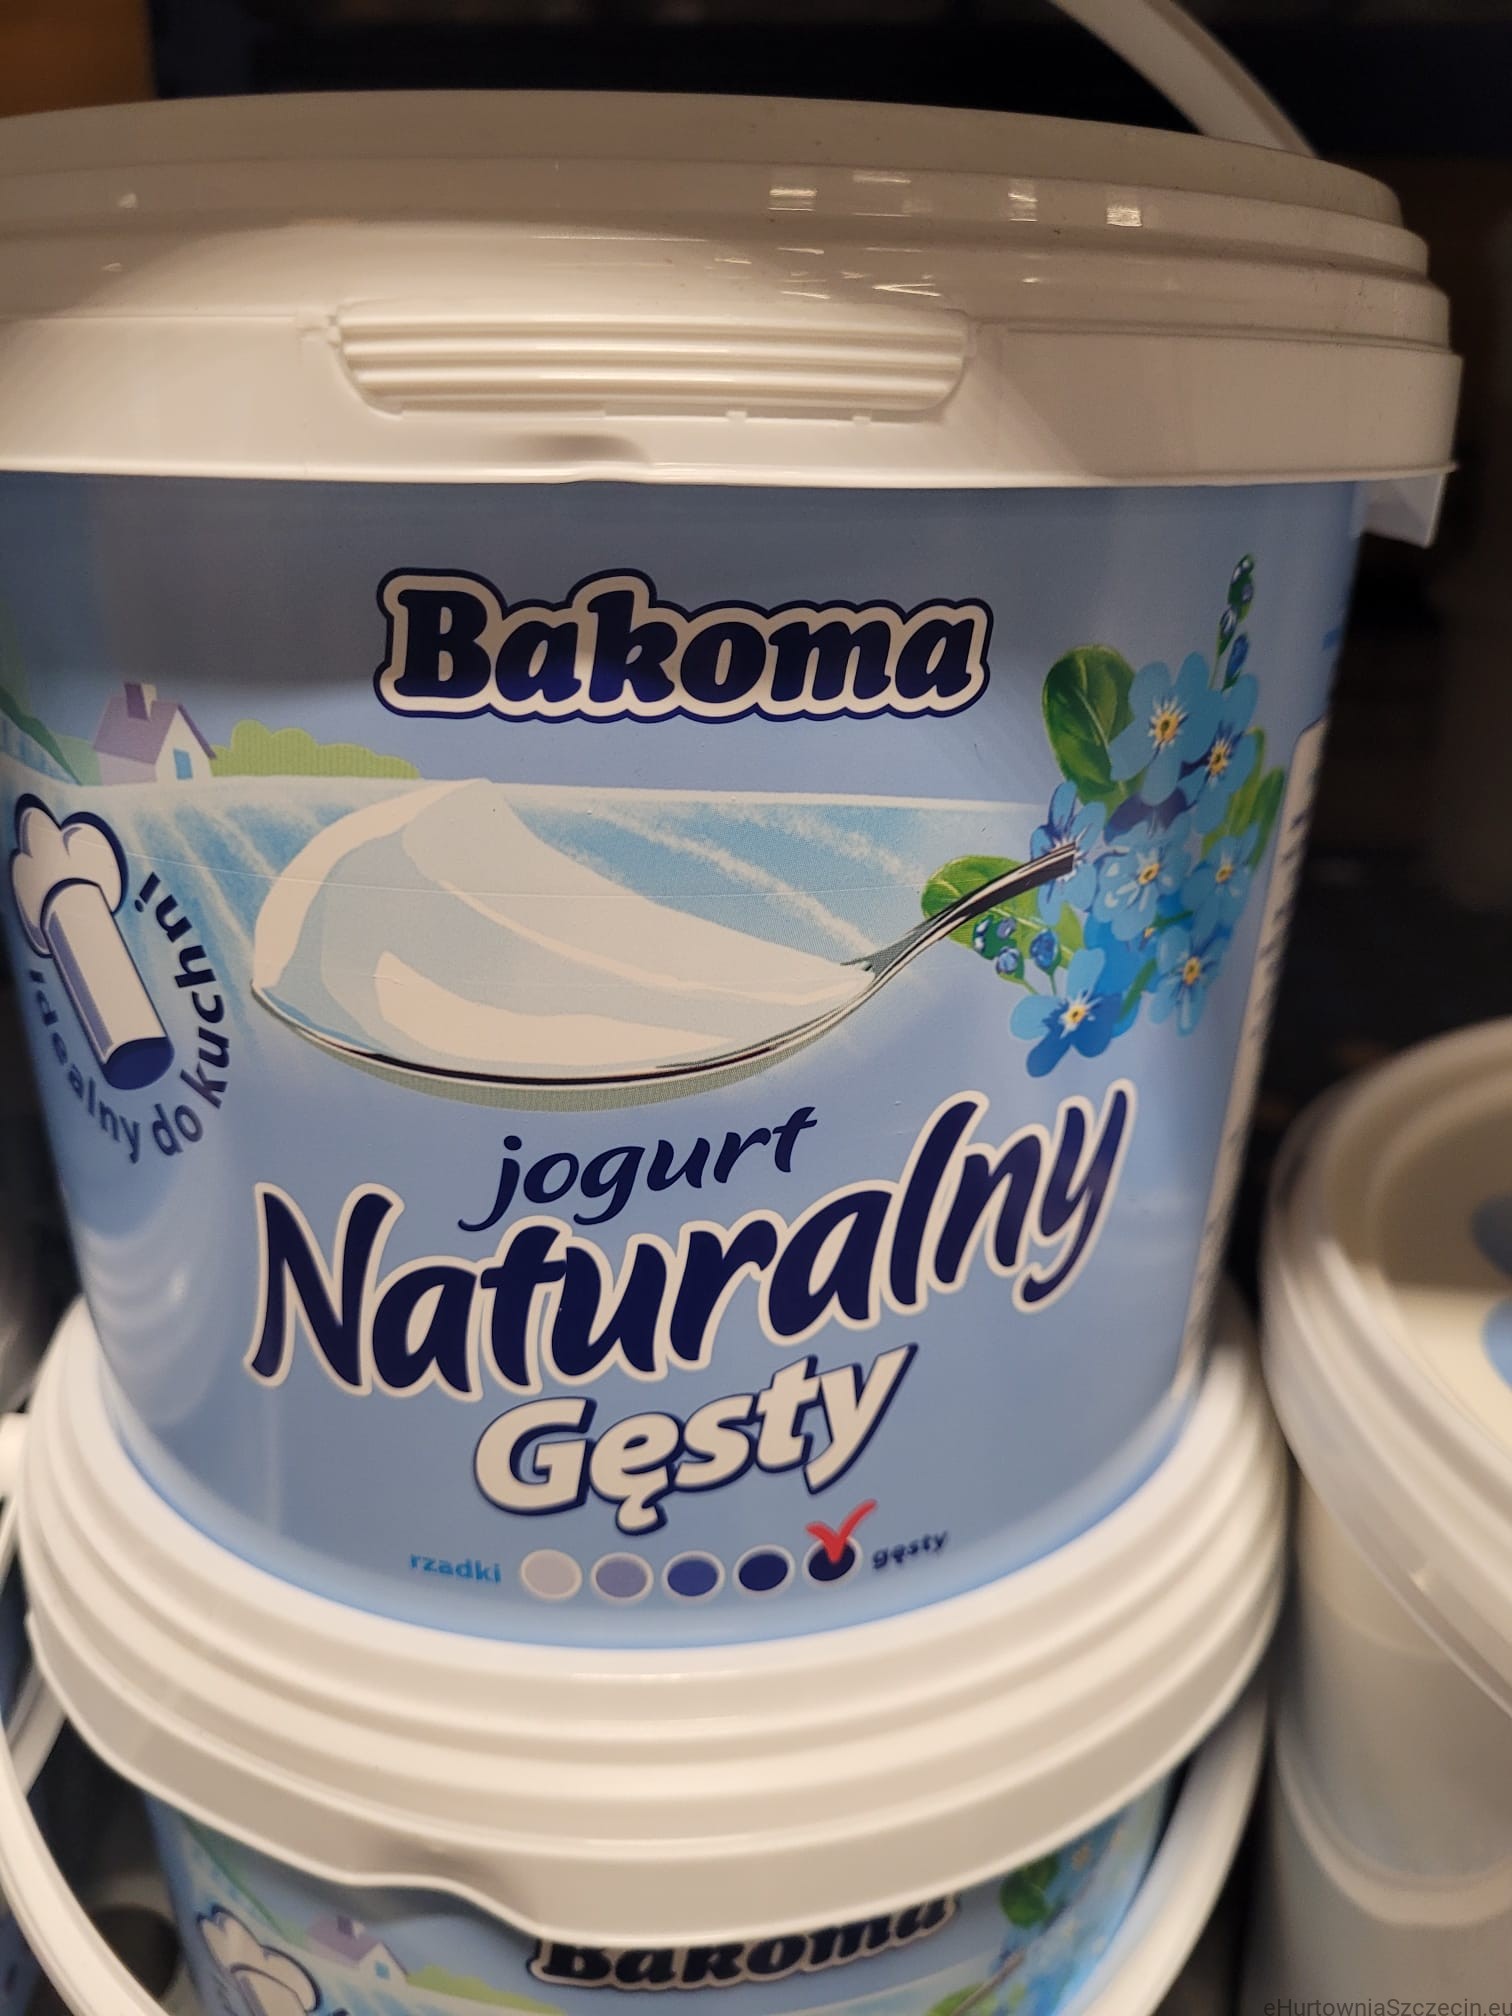 Bakoma
idealny do kuchni
jogurt
Naturalny
Gęsty
rzadki gęsty
Bakoma
eHurtowniaSzczecin.eu